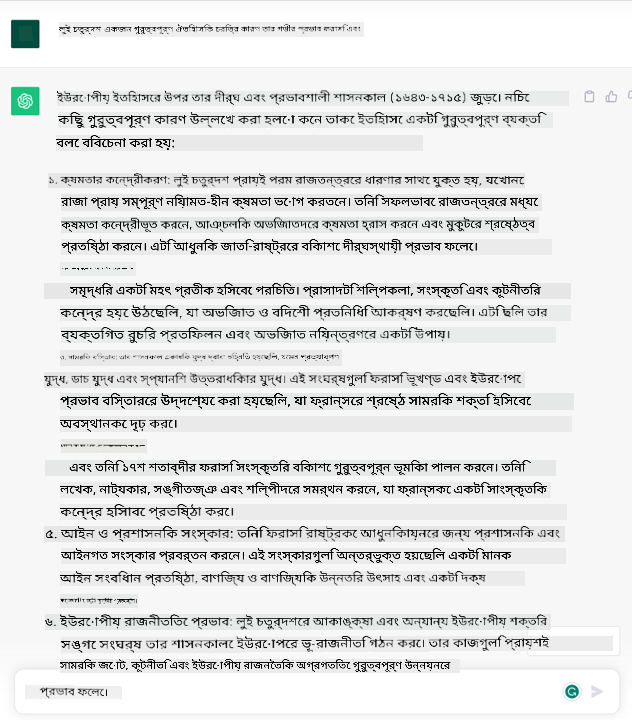 লুই চতুর্দশ একজন গুরুত্বপূর্ণ ঐতিহাসিক চরিত্র কারণ তার গভীর প্রভাব ফরাসি এবং
ইউরোপীয় ইতিহাসের উপর তার দীর্ঘ এবং প্রভাবশালী শাসনকাল (১৬৪৩-১৭১৫) জুড়ে। নিচে
কিছু গুরুত্বপূর্ণ কারণ উল্লেখ করা হলো কেন তাকে ইতিহাসে একটি গুরুত্বপূর্ণ ব্যক্তি
বলে বিবেচনা করা হয়:
১. ক্ষমতার কেন্দ্রীকরণ: লুই চতুর্দশ প্রায়ই পরম রাজতন্ত্রের ধারণার সাথে যুক্ত হয়, যেখানে
রাজা প্রায় সম্পূর্ণ নিয়মিত-হীন ক্ষমতা ভোগ করতেন। তিনি সফলভাবে রাজতন্ত্রের মধ্যে
ক্ষমতা কেন্দ্রীভূত করেন, আঞ্চলিক অভিজাতদের ক্ষমতা হ্রাস করেন এবং মুকুটের শ্রেষ্ঠত্ব
প্রতিষ্ঠা করেন। এটি আধুনিক জাতি-রাষ্ট্রের বিকাশে দীর্ঘস্থায়ী প্রভাব ফেলে।
সমৃদ্ধির একটি মহৎ প্রতীক হিসেবে পরিচিত। প্রাসাদটি শিল্পকলা, সংস্কৃতি এবং কূটনীতির
কেন্দ্র হয়ে উঠেছিল, যা অভিজাত ও বিদেশী প্রতিনিধি আকর্ষণ করেছিল। এটি ছিল তার
ব্যক্তিগত রুচির প্রতিফলন এবং অভিজাত নিয়ন্ত্রণের একটি উপায়।
৩. সামরিক বিস্তার: তার শাসনকাল একাধিক যুদ্ধ দ্বারা চিহ্নিত হয়েছিল, যেমন
যুদ্ধ, ডাচ যুদ্ধ এবং স্প্যানিশ উত্তরাধিকার যুদ্ধ। এই সংঘর্ষগুলি ফরাসি ভূখণ্ড এবং ইউরোপে
প্রভাব বিস্তারের উদ্দেশ্যে করা হয়েছিল, যা ফ্রান্সের শ্রেষ্ঠ সামরিক শক্তি হিসেবে
অবস্থানকে দৃঢ় করে।
এবং তিনি ১৭শ শতাব্দীর ফরাসি সংস্কৃতির বিকাশে গুরুত্বপূর্ন ভূমিকা পালন করেন। তিনি
লেখক, নাট্যকার, সঙ্গীতজ্ঞ এবং শিল্পীদের সমর্থন করেন, যা ফ্রান্সকে একটি সাংস্কৃতিক
কেন্দ্র হিসাবে প্রতিষ্ঠা করে।
৫. আইন ও প্রশাসনিক সংস্কার: তিনি ফরাসি রাষ্ট্রকে আধুনিকায়নের জন্য প্রশাসনিক এবং
আইনগত সংস্কার প্রবর্তন করেন। এই সংস্কারগুলি অন্তর্ভুক্ত হয়েছিল একটি মানক
আইন সংবিধান প্রতিষ্ঠা, বাণিজ্য ও বাণিজ্যিক উন্নতির উৎসাহ এবং একটি দক্ষ
৬. ইউরোপীয় রাজনীতিতে প্রভাব: লুই চতুর্দশের আকাঙ্ক্ষা এবং অন্যান্য ইউরোপীয় শক্তির
সঙ্গে সংঘর্ষ তার শাসনকালে ইউরোপের ভূ-রাজনীতি গঠন করে। তার কাজগুলি প্রায়শই
সামরিক জোট, কূটনীতি এবং ইউরোপীয় রাজনৈতিক অগ্রগতিতে গুরুত্বপূর্ণ উন্নয়নের
প্রভাব ফেলে।